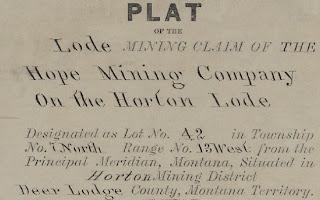 PLAT
OF THE
Lode MINING CLAIM OF THE
Hope Mining Company
On the Horton Lode
Designated as Lot No. 42 in Township
No. 7 North Range No. 13 West from the
Principal Meridian, Montana, Situated in
Horton Mining District
Deer Lodge County, Montana Territory.